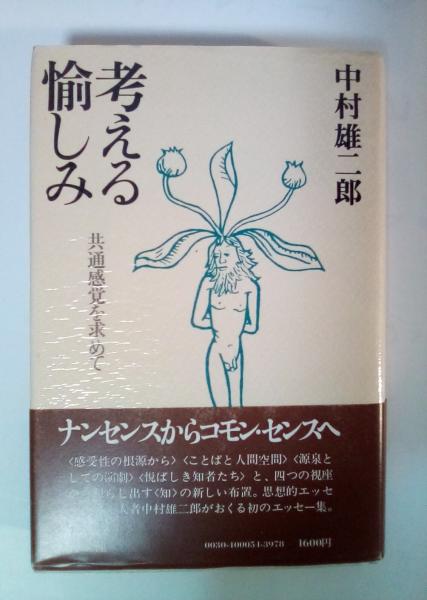 中村雄二郎
考える
愉しみ
共通感覚を求めて
ナンセンスからコモン・センスへ
〈感受性の根源から〉〈ことばと人間空間〉〈源泉と
しての演劇〉〈悦ばしき知者たち〉と、四つの視座
らし出す〈知〉の新しい布置。思想的エッセ
人者中村雄二郎がおくる初のエッセー集。
0030-100054-3978 1600円